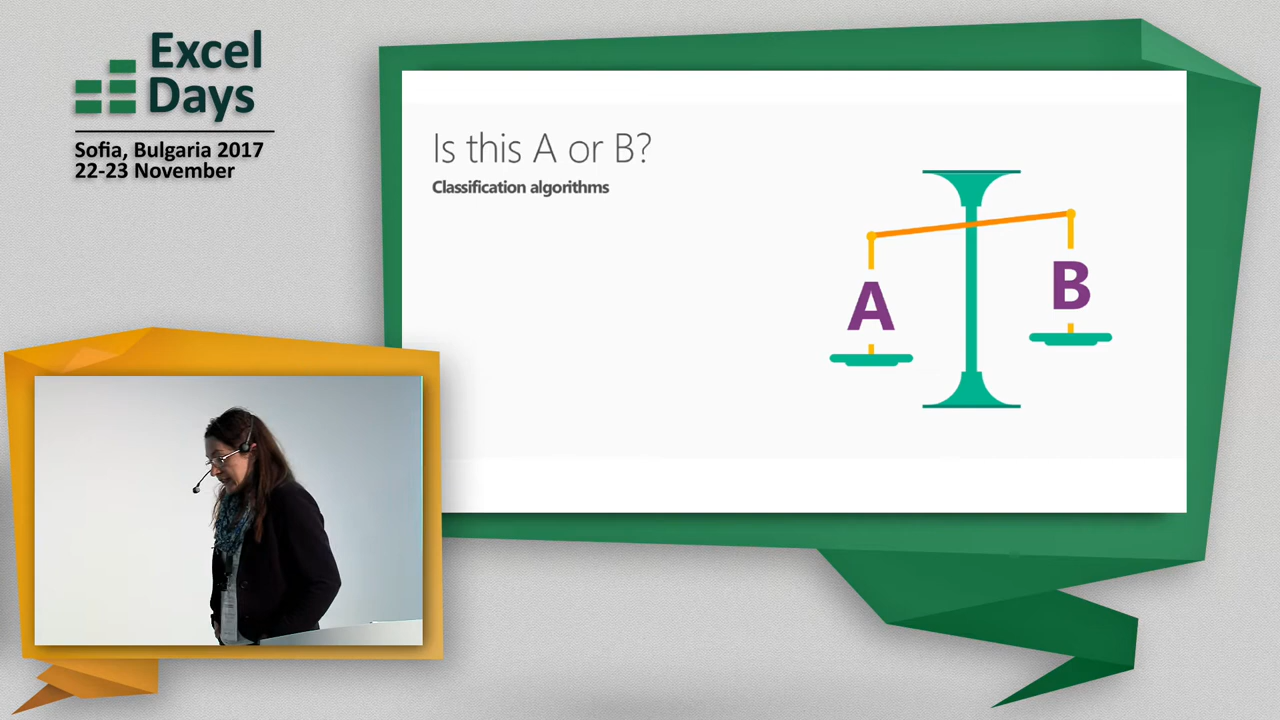 Excel
Days
Sofia, Bulgaria 2017
22-23 November
Is this A or B?
Classification algorithms
A
B